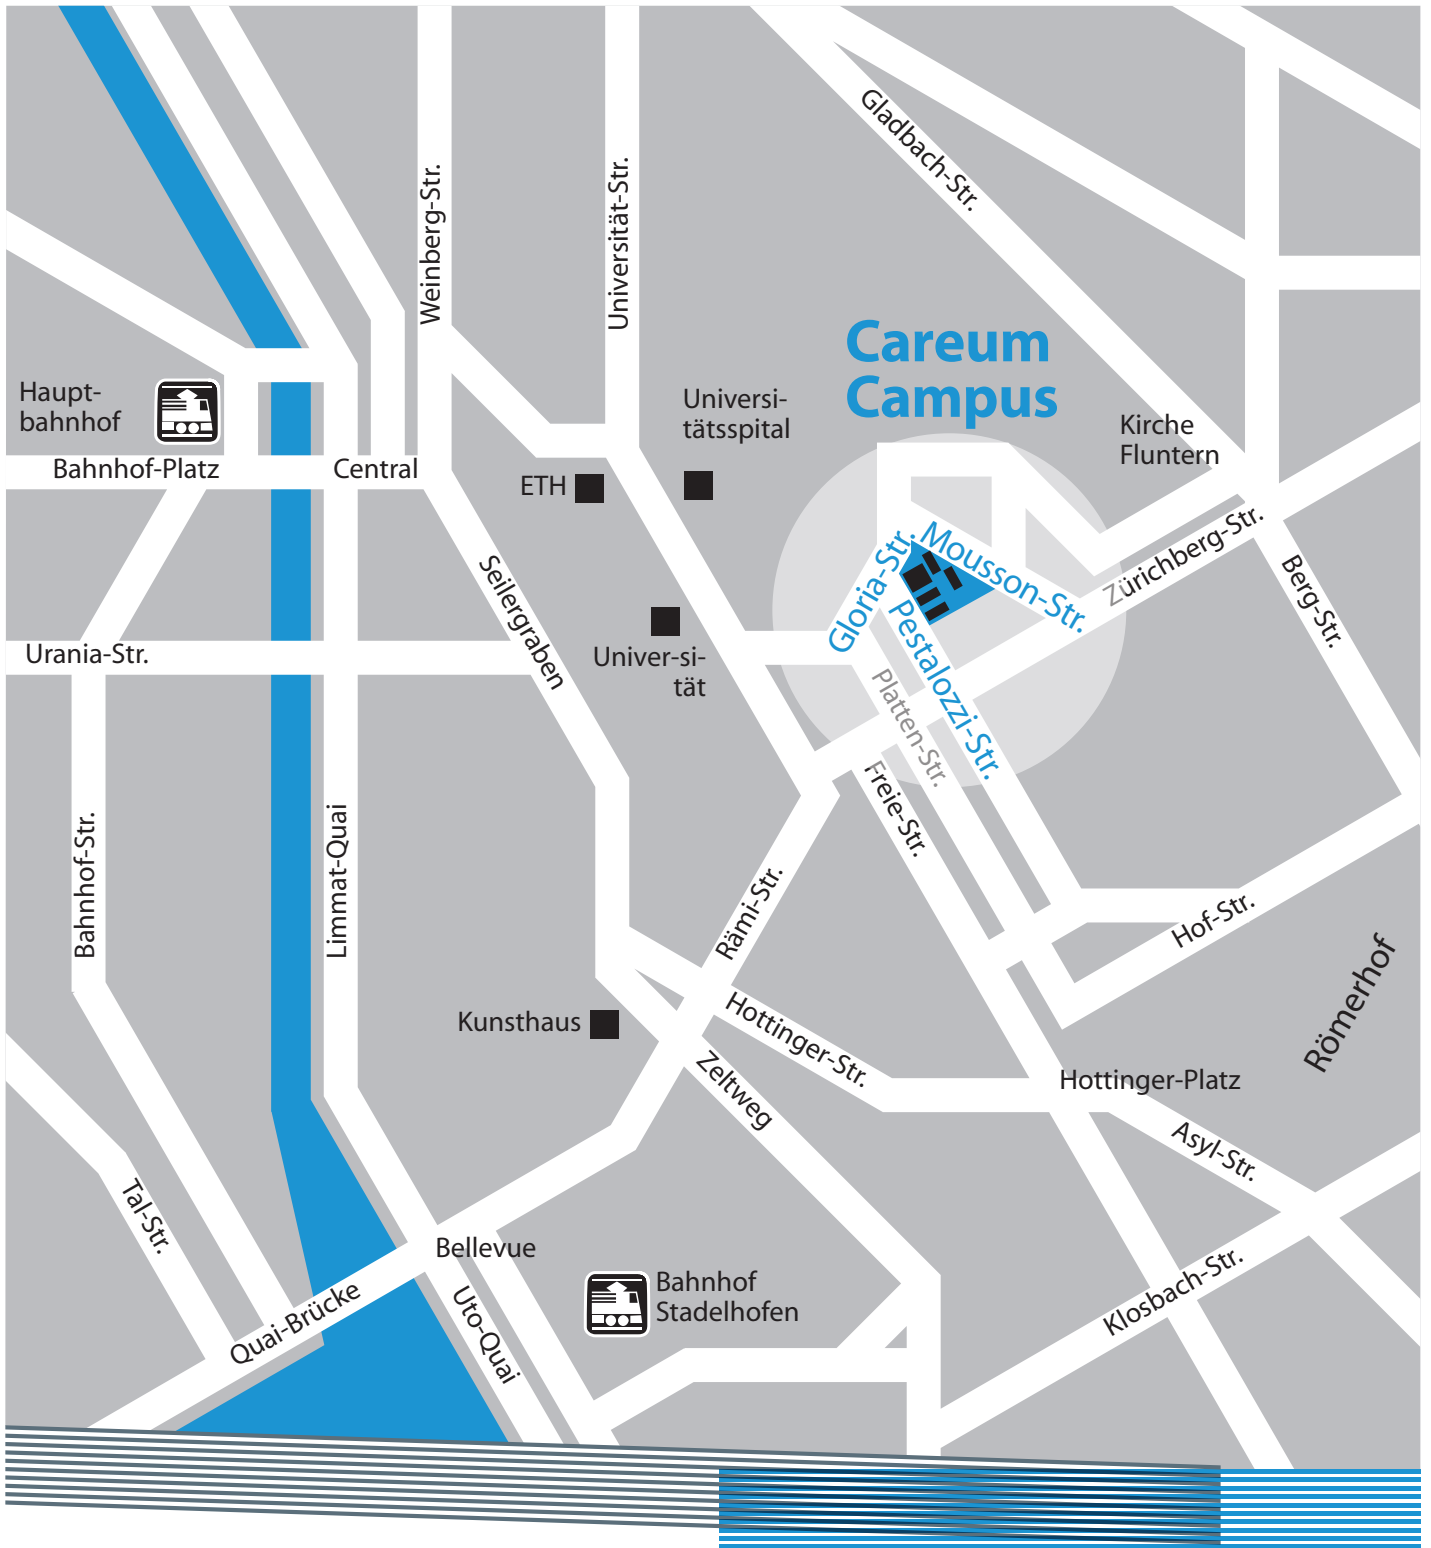 Gladbach-Str.
Weinberg-Str.
Universität-Str.
Careum
Campus
Haupt-
bahnhof
Universi-
tätsspital
Kirche
Fluntern
Bahnhof-Platz
Central
ETH
Gloria-Str.
Mousson-Str.
Zürichberg-Str.
Berg-Str.
Seilergraben
Pestalozzi-Str.
Urania-Str.
Univer-si-
tät
Platten-Str.
Freie-Str.
Bahnhof-Str.
Limmat-Quai
Rämi-Str.
Hof-Str.
Römerhof
Kunsthaus
Hottinger-Str.
Zeltweg
Hottinger-Platz
Asyl-Str.
Tal-Str.
Bellevue
Quai-Brücke
Uto-Quai
Bahnhof
Stadelhofen
Klosbach-Str.